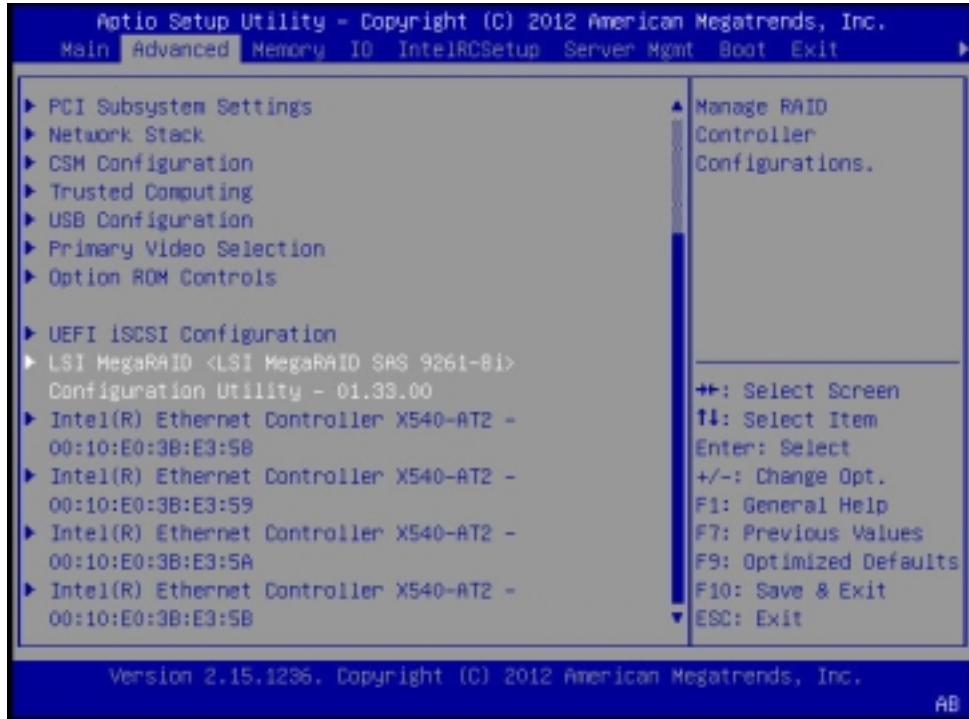 Aptio Setup Utility - Copyright (C) 2012 American Megatrends, Inc.
Main Advanced Memory IO IntelRCSetup Server Mgmt Boot Exit
PCI Subsystem Settings
Network Stack
CSM Configuration
Trusted Computing
USB Configuration
Primary Video Selection
Option ROM Controls
UEFI iSCSI Configuration
LSI MegaRAID <LSI MegaRAID SAS 9261-8i>
Configuration Utility - 01.33.00
Intel(R) Ethernet Controller X540-AT2 -
00:10:E0:3B:E3:58
Intel(R) Ethernet Controller X540-AT2 -
00:10:E0:3B:E3:59
Intel(R) Ethernet Controller X540-AT2 -
00:10:E0:3B:E3:5A
Intel(R) Ethernet Controller X540-AT2 -
00:10:E0:3B:E3:5B
Manage RAID
Controller
Configurations.
→←: Select Screen
↑↓: Select Item
Enter: Select
+/-: Change Opt.
F1: General Help
F7: Previous Values
F9: Optimized Defaults
F10: Save & Exit
ESC: Exit
Version 2.15.1236. Copyright (C) 2012 American Megatrends, Inc.
AB